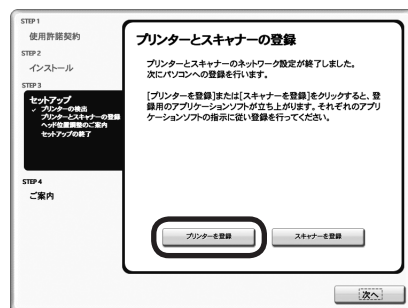 STEP 1
使用許諾契約
STEP 2
インストール
STEP 3
セットアップ
✓ プリンターの検出
プリンターとスキャナーの登録
ヘッド位置調整のご案内
セットアップの終了
STEP 4
ご案内
プリンターとスキャナーの登録
プリンターとスキャナーのネットワーク設定が終了しました。
次にパソコンへの登録を行います。
[プリンターを登録]または[スキャナーを登録]をクリックすると、登
録用のアプリケーションソフトが立ち上がります。それぞれのアプリ
ケーションソフトの指示に従い登録を行ってください。
プリンターを登録
スキャナーを登録
次へ